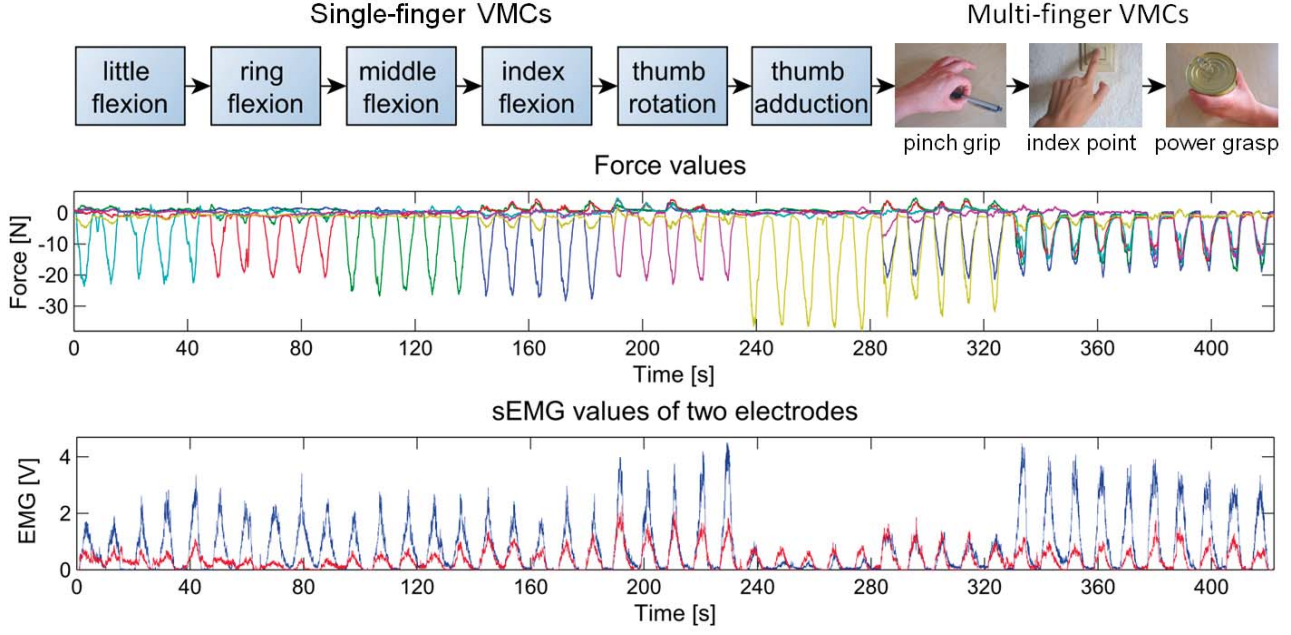 Single-finger VMCs
Multi-finger VMCs
little
flexion
ring
flexion
middle
flexion
index
flexion
thumb
rotation
thumb
adduction
pinch grip
index point
power grasp
Force values
Force [N]
0
-10
-20
-30
0 40 80 120 160 200 240 280 320 360 400
Time [s]
sEMG values of two electrodes
EMG [V]
4
2
0
0 40 80 120 160 200 240 280 320 360 400
Time [s]